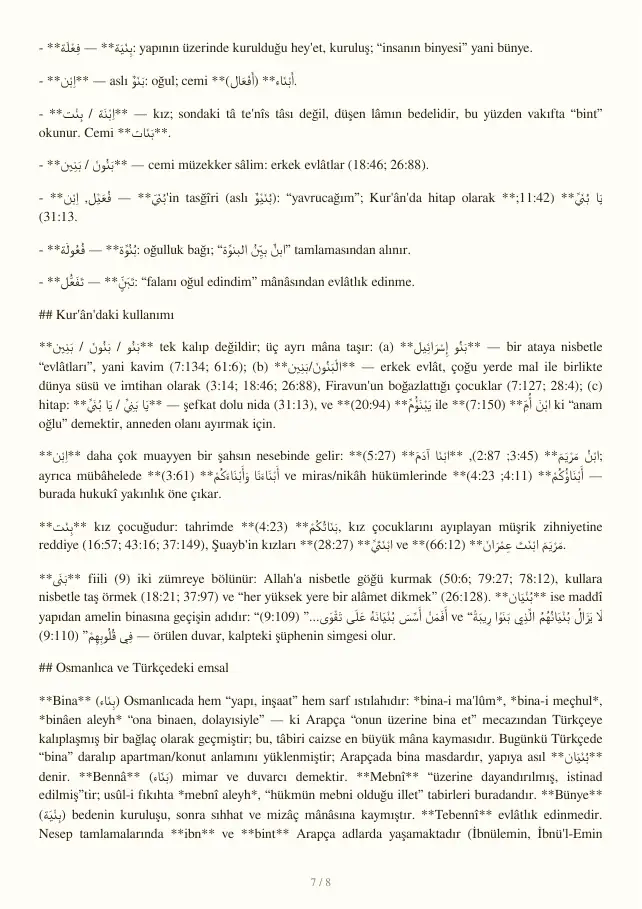 - **بِنْيَة** — فِعْلَة: yapının üzerinde kurulduğu hey'et, kuruluş; “insanın binyesi” yani bünye.
- **اِبْن** — aslı بَنَوٌ: oğul; cemi **أَبْنَاء** (أَفْعَال).
- **اِبْنَة / بِنْت** — kız; sondaki tâ te'nîs tâsı değil, düşen lâmın bedelidir, bu yüzden vakıfta “bint”
okunur. Cemi **بَنَات**.
- **بَنُونَ / بَنِينَ** — cemi müzekker sâlim: erkek evlâtlar (18:46; 26:88).
- **بُنَيّ** — فُعَيْل, اِبْن'in tasğîri (aslı بُنَيْوٌ): “yavrucağım”; Kur'ân'da hitap olarak **يَا بُنَيَّ** (11:42;
31:13).
- **بُنُوَّة** — فُعُولَة: oğulluk bağı; “ابنٌ بيِّنُ البنوّة” tamlamasından alınır.
- **تَبَنٍّ** — تَفَعُّل: “falanı oğul edindim” mânâsından evlâtlık edinme.
## Kur'ân'daki kullanımı
**بَنُو / بَنُونَ / بَنِين** tek kalıp değildir; üç ayrı mâna taşır: (a) **بَنُو إِسْرَائِيل** — bir ataya nisbetle
“evlâtları”, yani kavim (7:134; 61:6); (b) **الْبَنُونَ/بَنِين** — erkek evlât, çoğu yerde mal ile birlikte
dünya süsü ve imtihan olarak (3:14; 18:46; 26:88), Firavun'un boğazlattığı çocuklar (7:127; 28:4); (c)
hitap: **يَا بَنِيَّ / يَا بُنَيَّ** — şefkat dolu nida (31:13), ve **يَبْنَؤُمَّ** (20:94) ile **ابْنَ أُمَّ** (7:150) ki “anam
oğlu” demektir, anneden olanı ayırmak için.
**اِبْن** daha çok muayyen bir şahsın nesebinde gelir: **ابْنَا آدَمَ** (5:27), **ابْنُ مَرْيَمَ** (3:45; 2:87);
ayrıca mübâhelede **أَبْنَاءَنَا وَأَبْنَاءَكُمْ** (3:61) ve miras/nikâh hükümlerinde **أَبْنَاؤُكُمْ** (4:11; 4:23) —
burada hukukî yakınlık öne çıkar.
**بِنْت** kız çocuğudur: tahrimde **بَنَاتُكُمْ** (4:23), kız çocuklarını ayıplayan müşrik zihniyetine
reddiye (16:57; 43:16; 37:149), Şuayb'in kızları **ابْنَتَيَّ** (28:27) ve **مَرْيَمَ ابْنَتَ عِمْرَانَ** (66:12).
**بَنَى** fiili (9) iki zümreye bölünür: Allah'a nisbetle göğü kurmak (50:6; 79:27; 78:12), kullara
nisbetle taş örmek (18:21; 37:97) ve “her yüksek yere bir alâmet dikmek” (26:128). **بُنْيَان** ise maddî
yapıdan amelin binasına geçişin adıdır: “أَفَمَنْ أَسَّسَ بُنْيَانَهُ عَلَى تَقْوَى...” (9:109) ve “لَا يَزَالُ بُنْيَانُهُمُ الَّذِي بَنَوْا رِيبَةً
فِي قُلُوبِهِمْ” (9:110) — örülen duvar, kalpteki şüphenin simgesi olur.
## Osmanlıca ve Türkçedeki emsal
**Bina** (بِنَاء) Osmanlıcada hem “yapı, inşaat” hem sarf ıstılahıdır: *bina-i ma'lûm*, *bina-i meçhul*,
*binâen aleyh* “ona binaen, dolayısiyle” — ki Arapça “onun üzerine bina et” mecazından Türkçeye
kalıplaşmış bir bağlaç olarak geçmiştir; bu, tâbiri caizse en büyük mâna kaymasıdır. Bugünkü Türkçede
“bina” daralıp apartman/konut anlamını yüklenmiştir; Arapçada bina masdardır, yapıya asıl **بُنْيَان**
denir. **Bennâ** (بَنَّاء) mimar ve duvarcı demektir. **Mebnî** “üzerine dayandırılmış, istinad
edilmiş”tir; usûl-i fıkıhta *mebnî aleyh*, “hükmün mebni olduğu illet” tabirleri buradandır. **Bünye**
(بِنْيَة) bedenin kuruluşu, sonra sıhhat ve mizâç mânâsına kaymıştır. **Tebennî** evlâtlık edinmedir.
Nesep tamlamalarında **ibn** ve **bint** Arapça adlarda yaşamaktadır (İbnülemin, İbnü'l-Emin
7 / 8